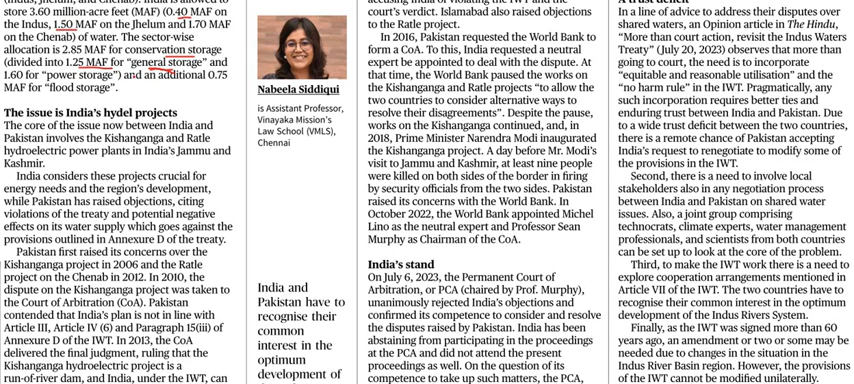 store 3.60 million-acre feet (MAF) (0.40 MAF on
the Indus, 1.50 MAF on the Jhelum and 1.70 MAF
on the Chenab) of water. The sector-wise
allocation is 2.85 MAF for conservation storage
(divided into 1.25 MAF for “general storage” and
1.60 for “power storage”) and an additional 0.75
MAF for “flood storage”.
The issue is India’s hydel projects
The core of the issue now between India and
Pakistan involves the Kishanganga and Ratle
hydroelectric power plants in India’s Jammu and
Kashmir.
India considers these projects crucial for
energy needs and the region’s development,
while Pakistan has raised objections, citing
violations of the treaty and potential negative
effects on its water supply which goes against the
provisions outlined in Annexure D of the treaty.
Pakistan first raised its concerns over the
Kishanganga project in 2006 and the Ratle
project on the Chenab in 2012. In 2010, the
dispute on the Kishanganga project was taken to
the Court of Arbitration (CoA). Pakistan
contended that India’s plan is not in line with
Article III, Article IV (6) and Paragraph 15(iii) of
Annexure D of the IWT. In 2013, the CoA
delivered the final judgment, ruling that the
Kishanganga hydroelectric project is a
run-of-river dam, and India, under the IWT, can
Nabeela Siddiqui
is Assistant Professor,
Vinayaka Mission’s
Law School (VMLS),
Chennai
India and
Pakistan have to
recognise their
common
interest in the
optimum
development of
court’s verdict. Islamabad also raised objections
to the Ratle project.
In 2016, Pakistan requested the World Bank to
form a CoA. To this, India requested a neutral
expert be appointed to deal with the dispute. At
that time, the World Bank paused the works on
the Kishanganga and Ratle projects “to allow the
two countries to consider alternative ways to
resolve their disagreements”. Despite the pause,
works on the Kishanganga continued, and, in
2018, Prime Minister Narendra Modi inaugurated
the Kishanganga project. A day before Mr. Modi’s
visit to Jammu and Kashmir, at least nine people
were killed on both sides of the border in firing
by security officials from the two sides. Pakistan
raised its concerns with the World Bank. In
October 2022, the World Bank appointed Michel
Lino as the neutral expert and Professor Sean
Murphy as Chairman of the CoA.
India’s stand
On July 6, 2023, the Permanent Court of
Arbitration, or PCA (chaired by Prof. Murphy),
unanimously rejected India’s objections and
confirmed its competence to consider and resolve
the disputes raised by Pakistan. India has been
abstaining from participating in the proceedings
at the PCA and did not attend the present
proceedings as well. On the question of its
competence to take up such matters, the PCA,
A trust deficit
In a line of advice to address their disputes over
shared waters, an Opinion article in The Hindu,
“More than court action, revisit the Indus Waters
Treaty” (July 20, 2023) observes that more than
going to court, the need is to incorporate
“equitable and reasonable utilisation” and the
“no harm rule” in the IWT. Pragmatically, any
such incorporation requires better ties and
enduring trust between India and Pakistan. Due
to a wide trust deficit between the two countries,
there is a remote chance of Pakistan accepting
India’s request to renegotiate to modify some of
the provisions in the IWT.
Second, there is a need to involve local
stakeholders also in any negotiation process
between India and Pakistan on shared water
issues. Also, a joint group comprising
technocrats, climate experts, water management
professionals, and scientists from both countries
can be set up to look at the core of the problem.
Third, to make the IWT work there is a need to
explore cooperation arrangements mentioned in
Article VII of the IWT. The two countries have to
recognise their common interest in the optimum
development of the Indus Rivers System.
Finally, as the IWT was signed more than 60
years ago, an amendment or two or some may be
needed due to changes in the situation in the
Indus River Basin region. However, the provisions
of the IWT cannot be modified unilaterally.